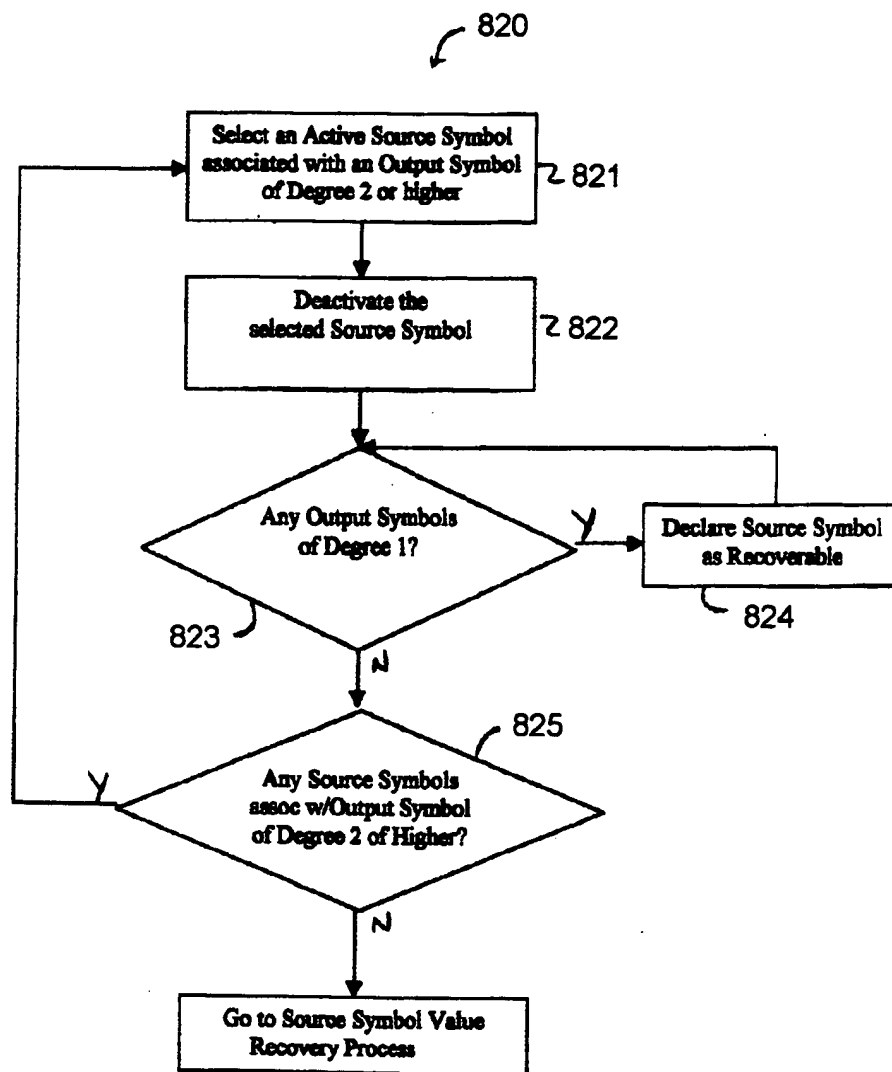 820
Select an Active Source Symbol
associated with an Output Symbol
of Degree 2 or higher
821
Deactivate the
selected Source Symbol
822
Any Output Symbols
of Degree 1?
Y
Declare Source Symbol
as Recoverable
823
824
N
825
Y
Any Source Symbols
assoc w/Output Symbol
of Degree 2 of Higher?
N
Go to Source Symbol Value
Recovery Process